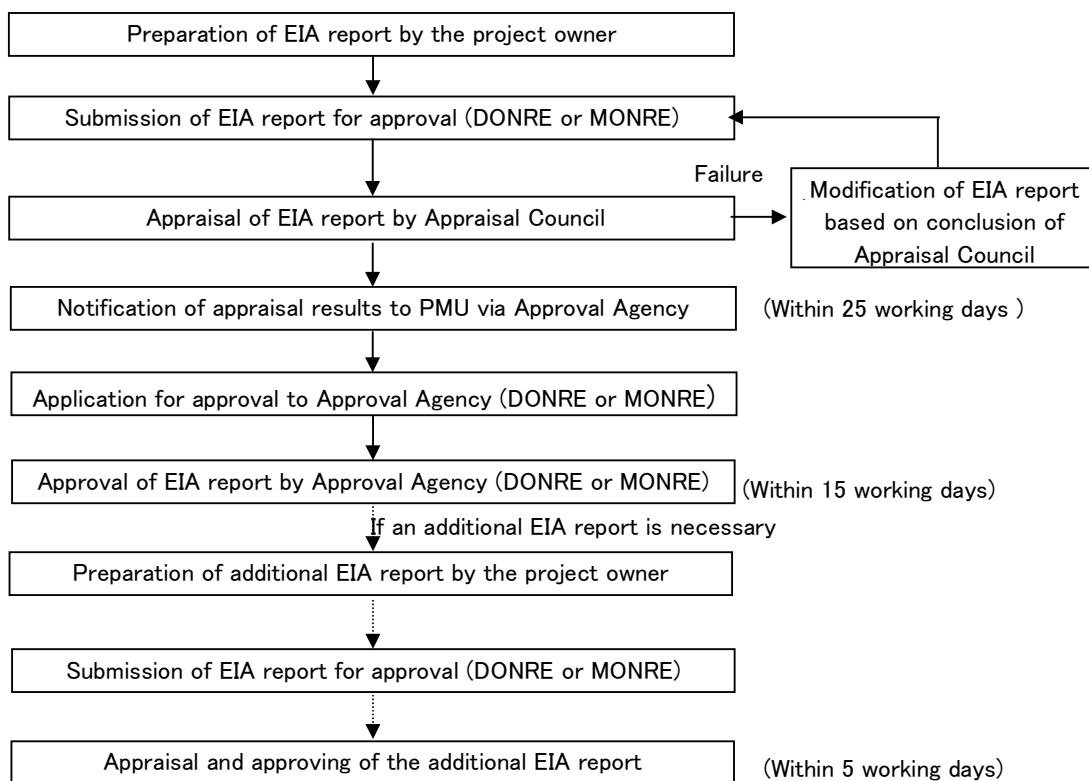 Preparation of EIA report by the project owner
Submission of EIA report for approval (DONRE or MONRE)
Failure
Appraisal of EIA report by Appraisal Council
Modification of EIA report
based on conclusion of
Appraisal Council
Notification of appraisal results to PMU via Approval Agency
(Within 25 working days )
Application for approval to Approval Agency (DONRE or MONRE)
Approval of EIA report by Approval Agency (DONRE or MONRE)
(Within 15 working days)
If an additional EIA report is necessary
Preparation of additional EIA report by the project owner
Submission of EIA report for approval (DONRE or MONRE)
Appraisal and approving of the additional EIA report
(Within 5 working days)